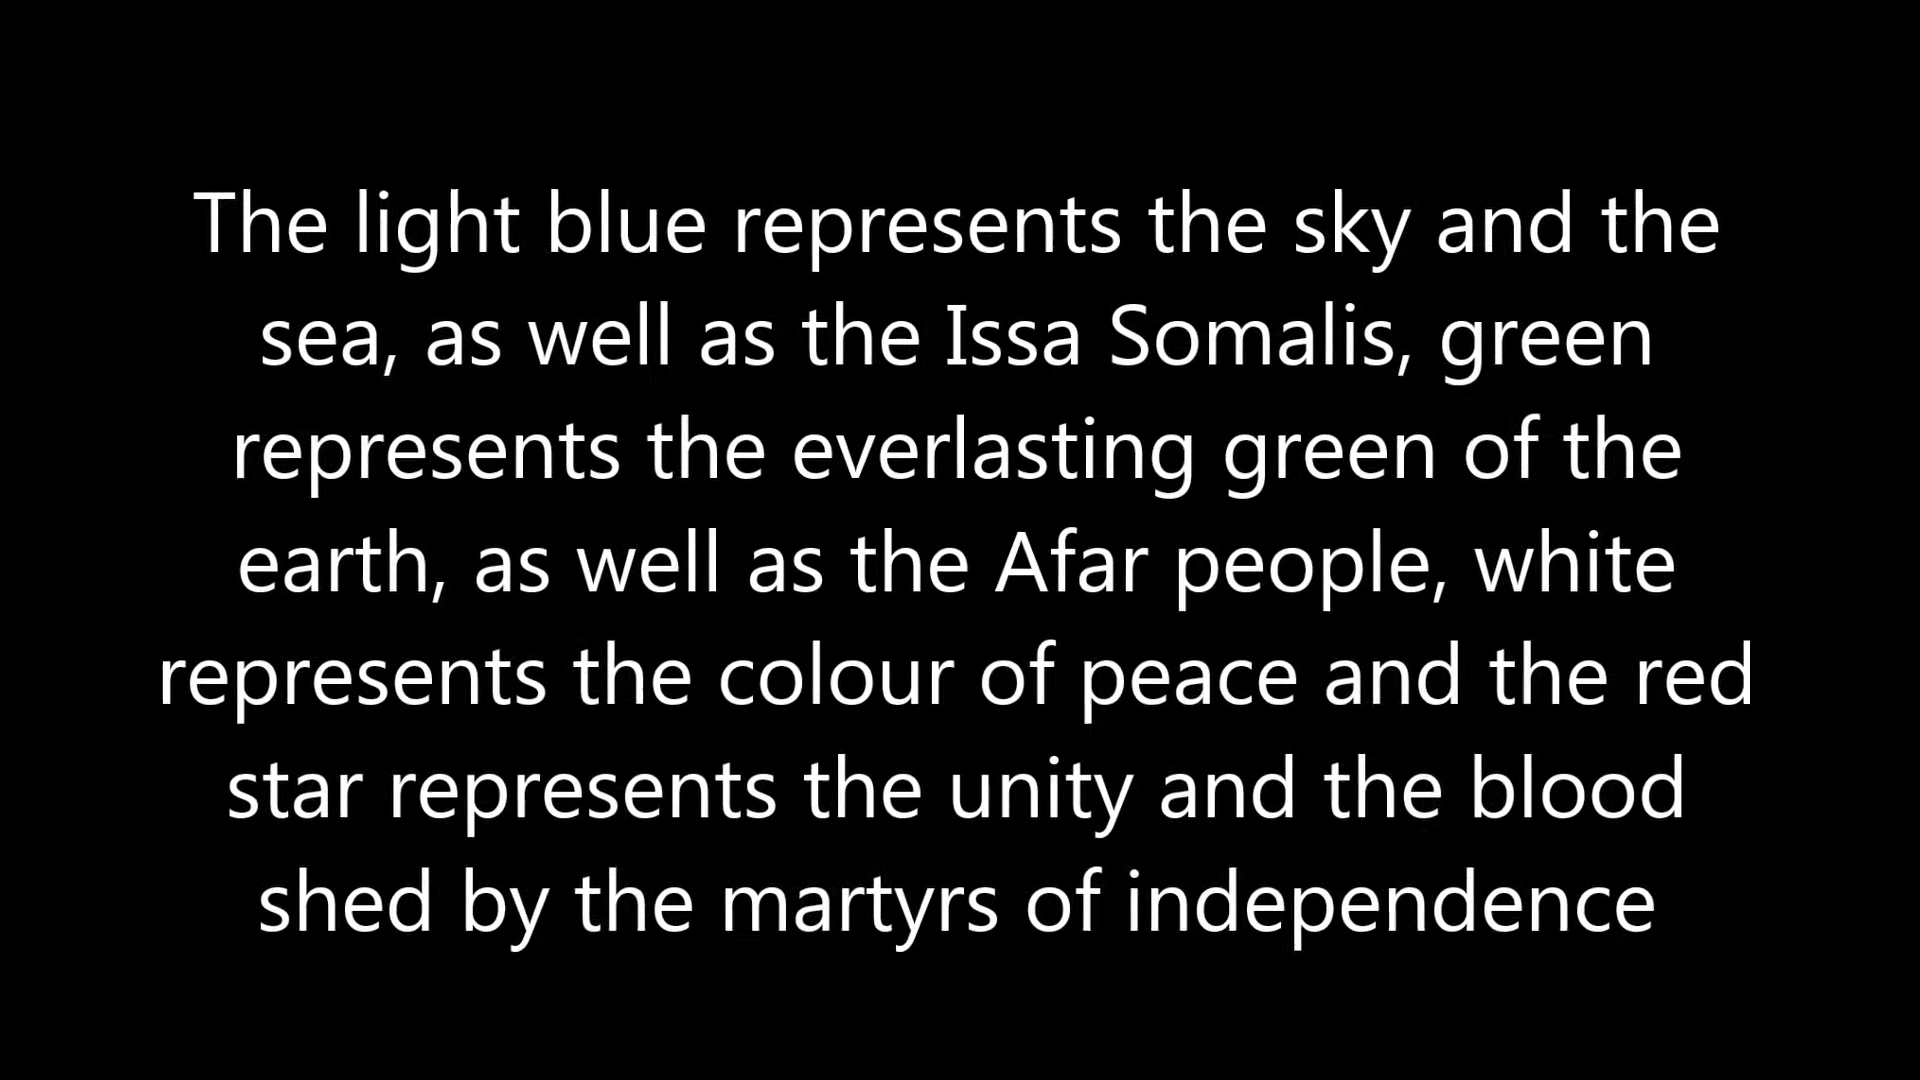 The light blue represents the sky and the
sea, as well as the Issa Somalis, green
represents the everlasting green of the
earth, as well as the Afar people, white
represents the colour of peace and the red
star represents the unity and the blood
shed by the martyrs of independence